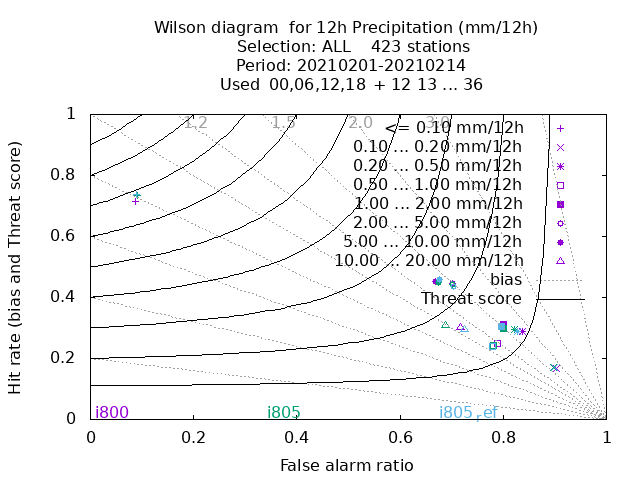 Wilson diagram  for 12h Precipitation (mm/12h)
Selection: ALL    423 stations
Period: 20210201-20210214
Used  00,06,12,18  + 12 13 ... 36
1.2
1.5
2.0
3.0
<= 0.10 mm/12h
0.10 ... 0.20 mm/12h
0.20 ... 0.50 mm/12h
0.50 ... 1.00 mm/12h
1.00 ... 2.00 mm/12h
2.00 ... 5.00 mm/12h
5.00 ... 10.00 mm/12h
10.00 ... 20.00 mm/12h
bias
Threat score
Hit rate (bias and Threat score)
1
0.8
0.6
0.4
0.2
0
i800
i805
i805_ref
0
0.2
0.4
0.6
0.8
1
False alarm ratio